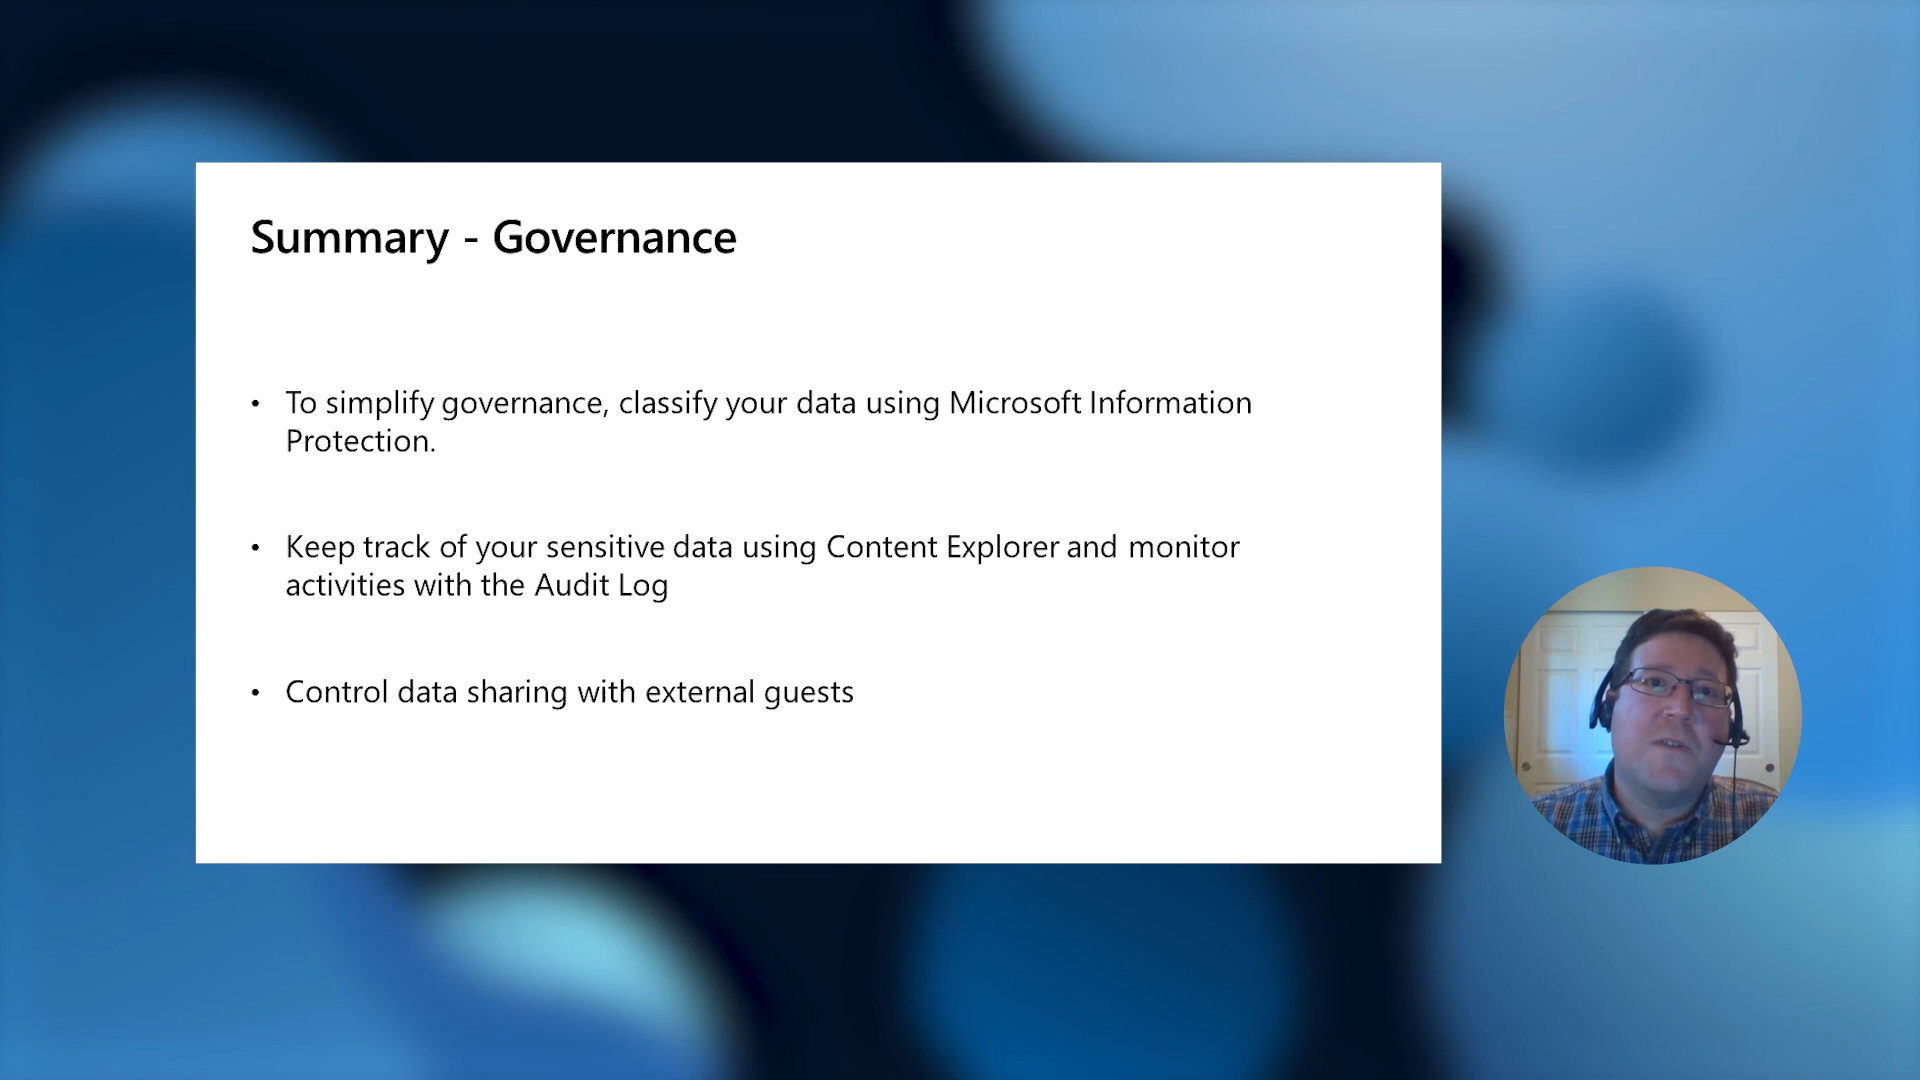 Summary - Governance
• To simplify governance, classify your data using Microsoft Information
Protection.
• Keep track of your sensitive data using Content Explorer and monitor
activities with the Audit Log
• Control data sharing with external guests